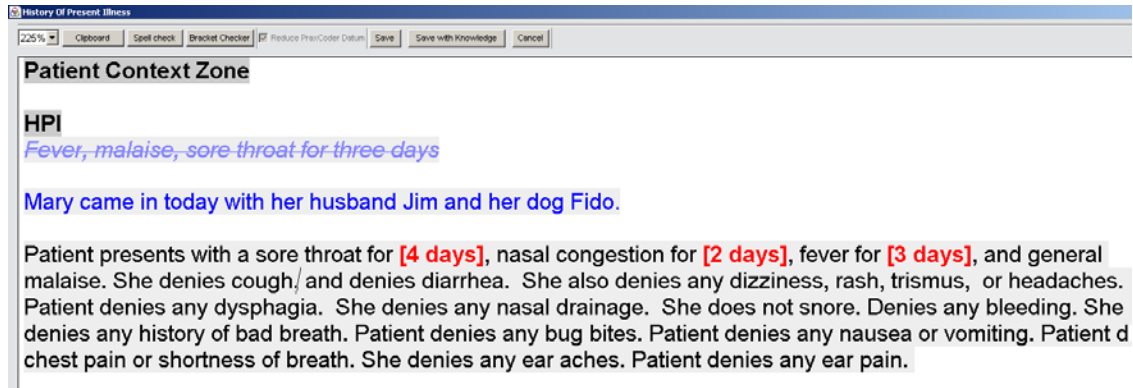 History Of Present Illness
225% Clipboard Spell check Bracket Checker Reduce PraxCoder Datum Save Save with Knowledge Cancel
Patient Context Zone
HPI
Fever, malaise, sore throat for three days
Mary came in today with her husband Jim and her dog Fido.
Patient presents with a sore throat for [4 days], nasal congestion for [2 days], fever for [3 days], and general
malaise. She denies cough, and denies diarrhea. She also denies any dizziness, rash, trismus, or headaches.
Patient denies any dysphagia. She denies any nasal drainage. She does not snore. Denies any bleeding. She
denies any history of bad breath. Patient denies any bug bites. Patient denies any nausea or vomiting. Patient d
chest pain or shortness of breath. She denies any ear aches. Patient denies any ear pain.